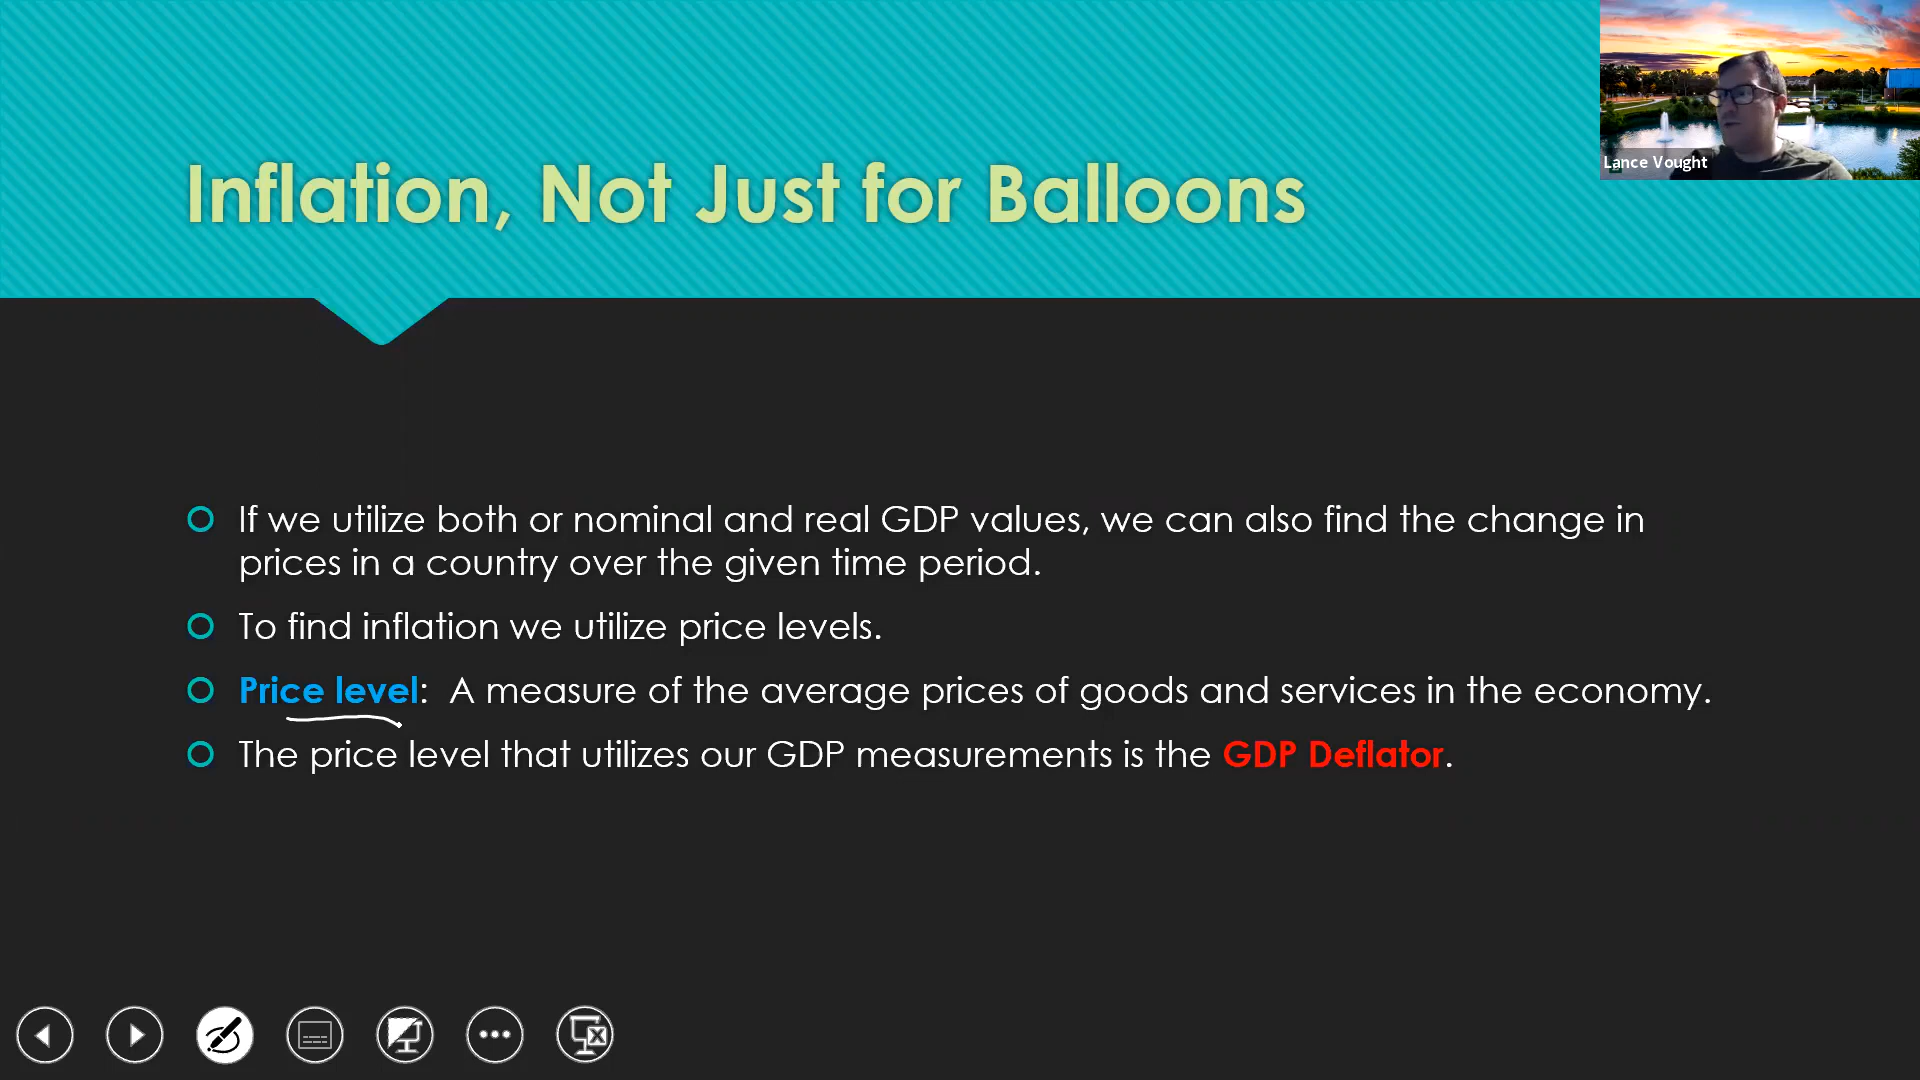 Lance Vought
Inflation, Not Just for Balloons
If we utilize both or nominal and real GDP values, we can also find the change in
prices in a country over the given time period.
To find inflation we utilize price levels.
Price level:  A measure of the average prices of goods and services in the economy.
The price level that utilizes our GDP measurements is the GDP Deflator.